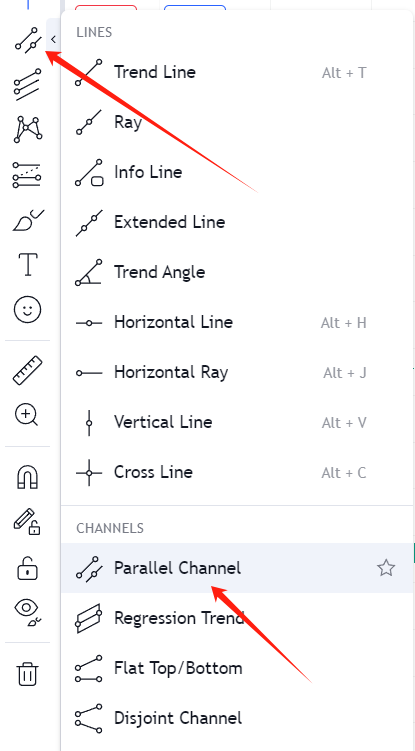 LINES
Trend Line Alt + T
Ray
Info Line
Extended Line
Trend Angle
Horizontal Line Alt + H
Horizontal Ray Alt + J
Vertical Line Alt + V
Cross Line Alt + C
CHANNELS
Parallel Channel
Regression Trend
Flat Top/Bottom
Disjoint Channel